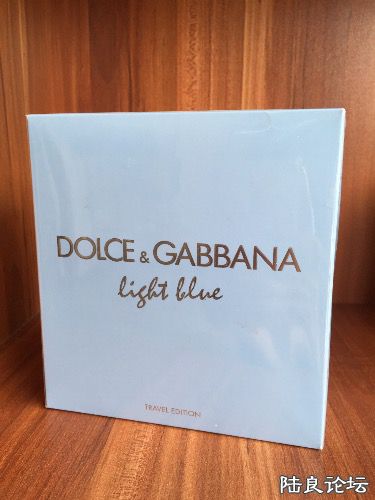 DOLCE & GABBANA
light blue
TRAVEL EDITION
陆良论坛